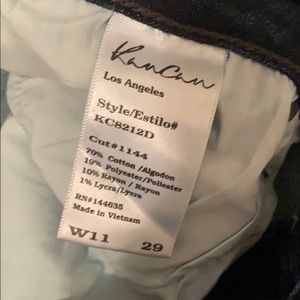 KanCan
Los Angeles
Style/Estilo#
KC8212D
Cut#1144
70% Cotton /Algodon
19% Polyester/Poliester
10% Rayon / Rayon
1% Lycra/Lycra
RN#144635
Made in Vietnam
W11 29